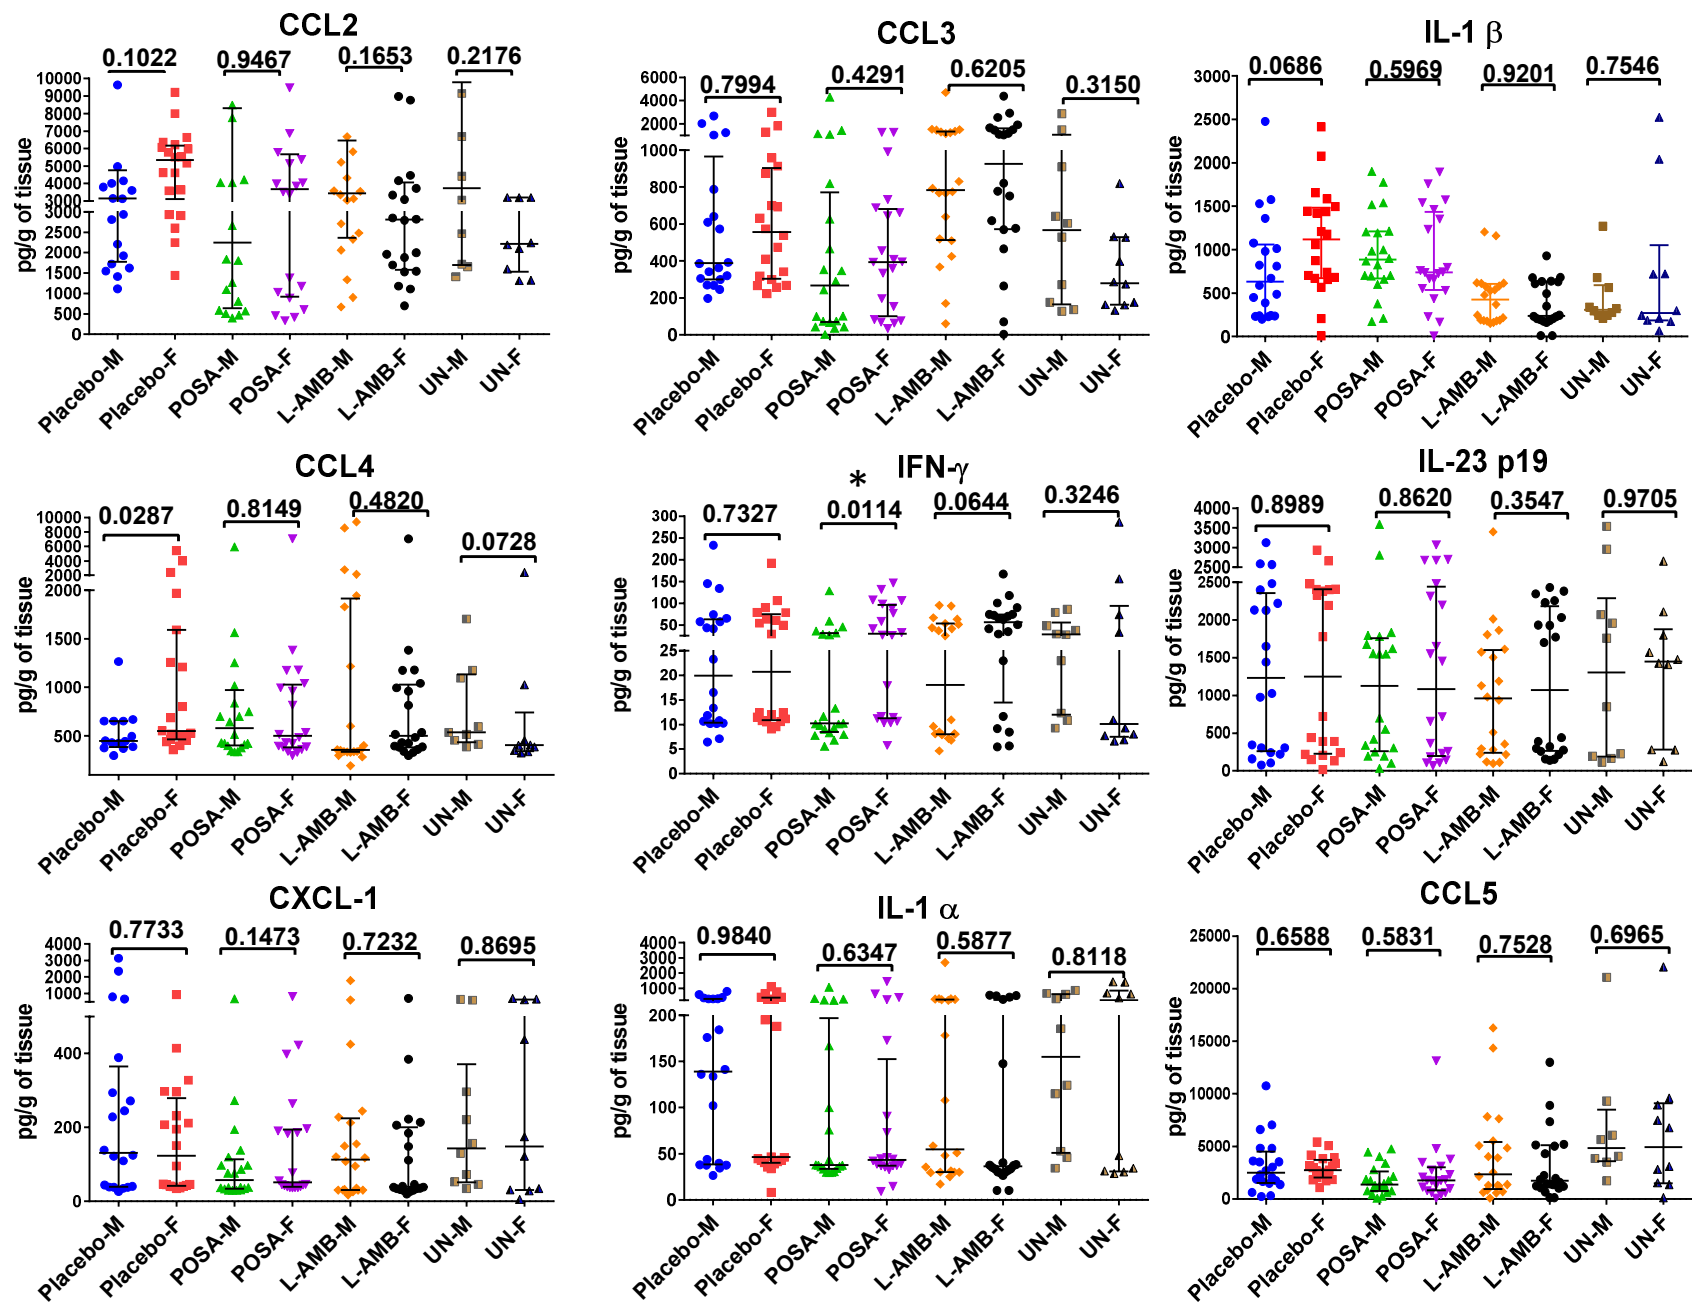 CCL2
0.1022 0.9467 0.1653 0.2176
pg/g of tissue
10000
9000
8000
7000
6000
5000
4000
3000
3000
2500
2000
1500
1000
500
0
Placebo-M Placebo-F POSA-M POSA-F L-AMB-M L-AMB-F UN-M UN-F
CCL3
0.7994 0.4291 0.6205 0.3150
pg/g of tissue
6000
4000
2000
1000
800
600
400
200
0
Placebo-M Placebo-F POSA-M POSA-F L-AMB-M L-AMB-F UN-M UN-F
IL-1 β
0.0686 0.5969 0.9201 0.7546
pg/g of tissue
3000
2500
2000
1500
1000
500
0
Placebo-M Placebo-F POSA-M POSA-F L-AMB-M L-AMB-F UN-M UN-F
CCL4
0.0287 0.8149 0.4820 0.0728
pg/g of tissue
10000
8000
6000
4000
2000
2000
1500
1000
500
Placebo-M Placebo-F POSA-M POSA-F L-AMB-M L-AMB-F UN-M UN-F
IFN-γ
*
0.7327 0.0114 0.0644 0.3246
pg/g of tissue
300
250
200
150
100
50
25
20
15
10
5
0
Placebo-M Placebo-F POSA-M POSA-F L-AMB-M L-AMB-F UN-M UN-F
IL-23 p19
0.8989 0.8620 0.3547 0.9705
pg/g of tissue
4000
3500
3000
2500
2500
2000
1500
1000
500
0
Placebo-M Placebo-F POSA-M POSA-F L-AMB-M L-AMB-F UN-M UN-F
CXCL-1
0.7733 0.1473 0.7232 0.8695
pg/g of tissue
4000
3000
2000
1000
400
200
0
Placebo-M Placebo-F POSA-M POSA-F L-AMB-M L-AMB-F UN-M UN-F
IL-1 α
0.9840 0.6347 0.5877 0.8118
pg/g of tissue
4000
3000
2000
1000
200
150
100
50
0
Placebo-M Placebo-F POSA-M POSA-F L-AMB-M L-AMB-F UN-M UN-F
CCL5
0.6588 0.5831 0.7528 0.6965
pg/g of tissue
25000
20000
15000
10000
5000
0
Placebo-M Placebo-F POSA-M POSA-F L-AMB-M L-AMB-F UN-M UN-F